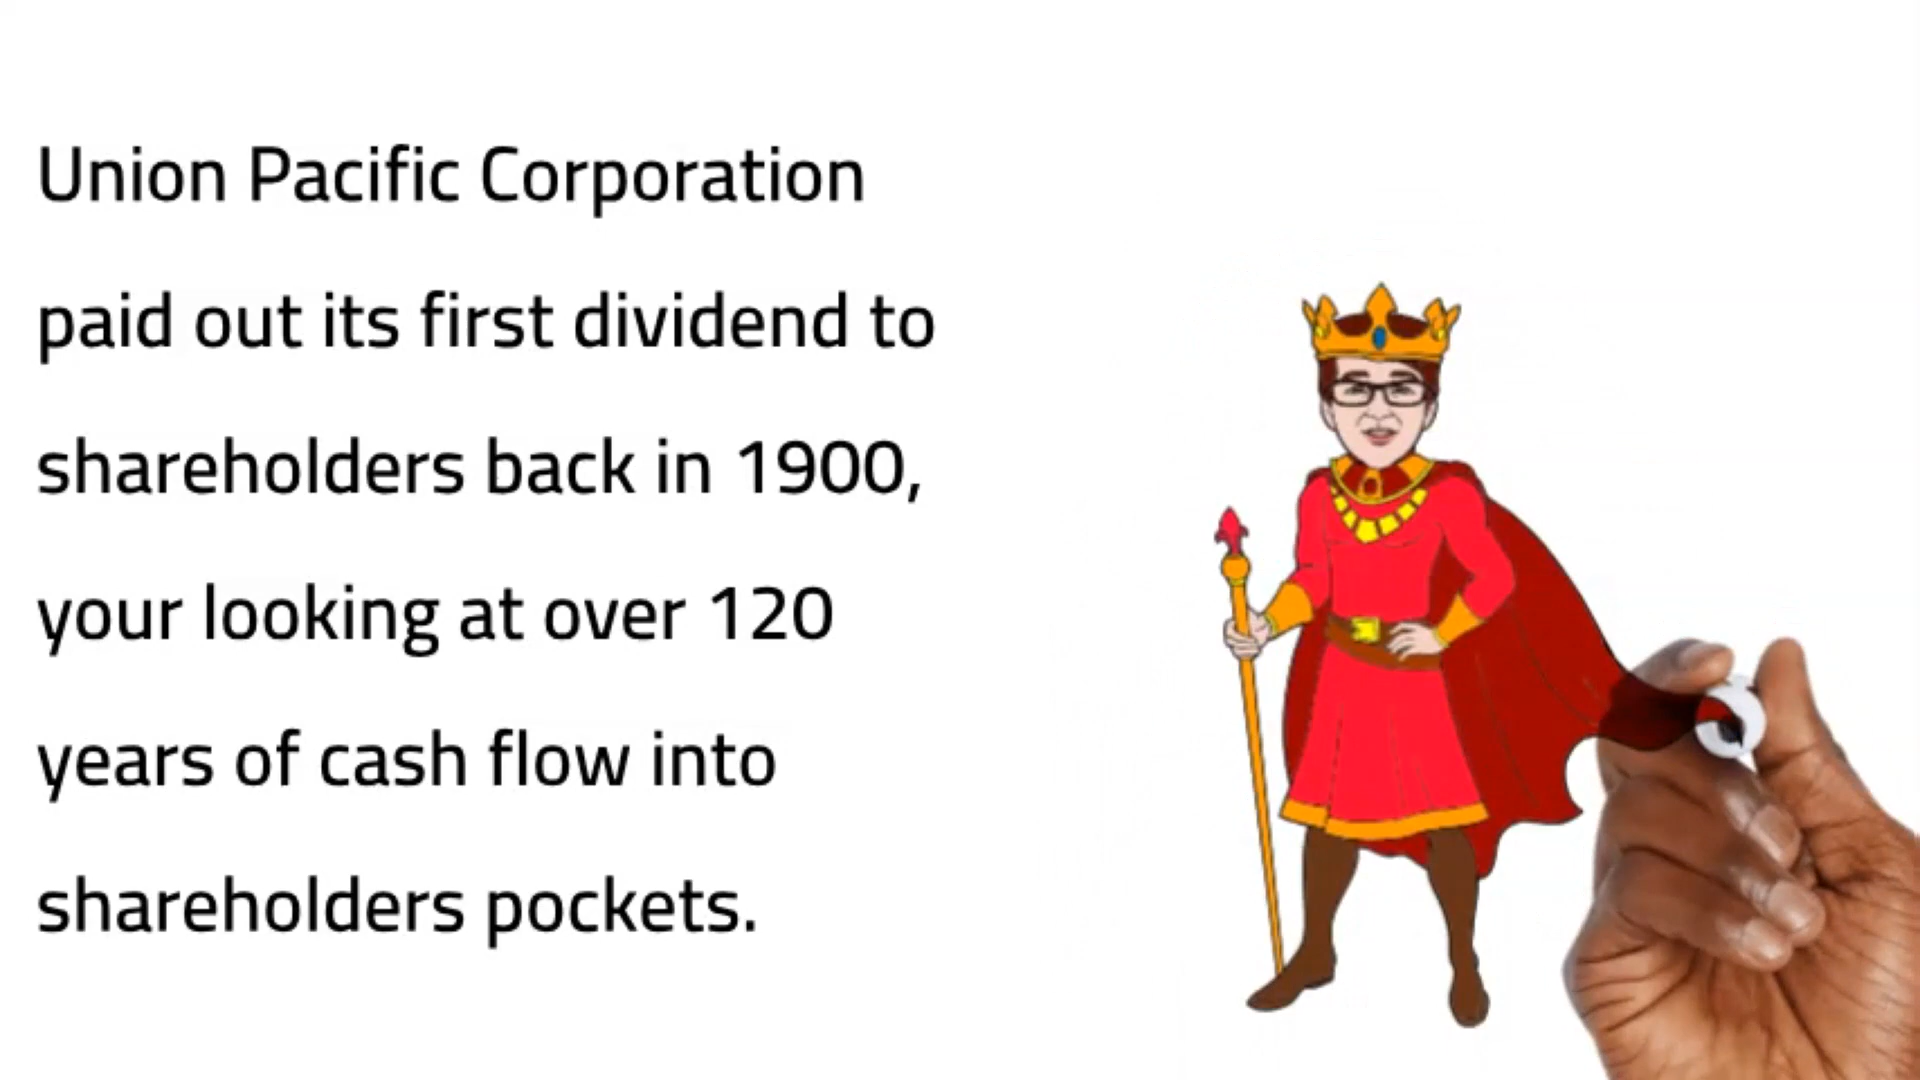 Union Pacific Corporation
paid out its first dividend to
shareholders back in 1900,
your looking at over 120
years of cash flow into
shareholders pockets.